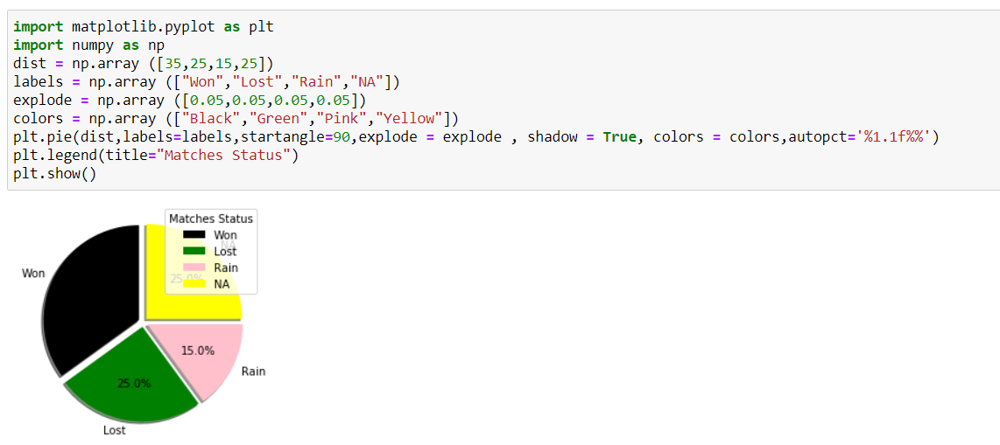 import matplotlib.pyplot as plt
import numpy as np
dist = np.array ([35,25,15,25])
labels = np.array (["Won","Lost","Rain","NA"])
explode = np.array ([0.05,0.05,0.05,0.05])
colors = np.array (["Black","Green","Pink","Yellow"])
plt.pie(dist,labels=labels,startangle=90,explode = explode , shadow = True, colors = colors,autopct='%1.1f%%')
plt.legend(title="Matches Status")
plt.show()
Matches Status
Won
NA
Lost
Rain
NA
25.0%
Won
15.0%
Rain
25.0%
Lost